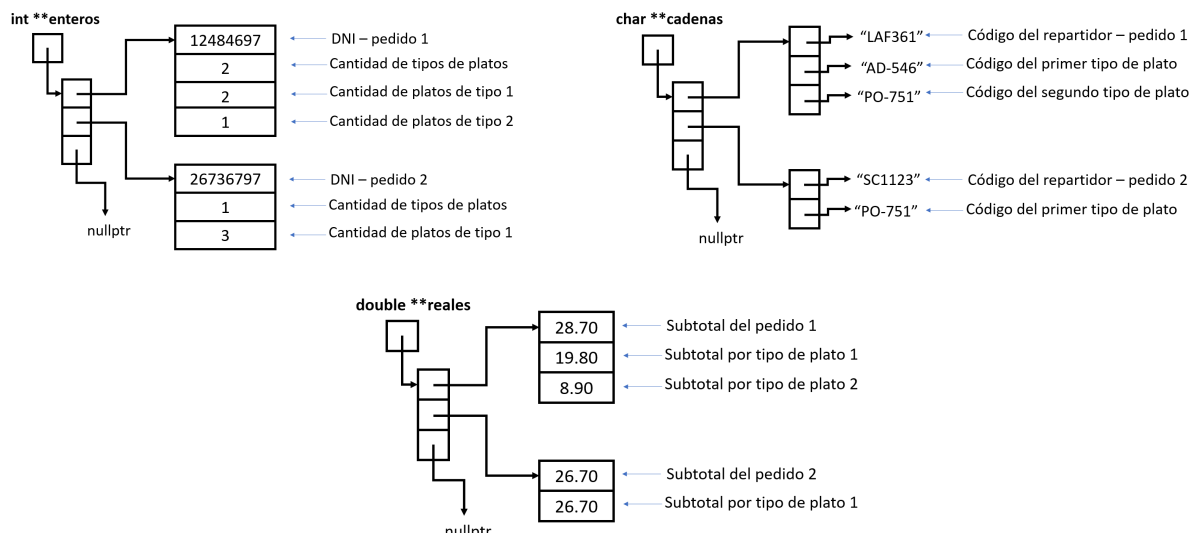 int **enteros
12484697
DNI – pedido 1
2
Cantidad de tipos de platos
2
Cantidad de platos de tipo 1
1
Cantidad de platos de tipo 2
26736797
DNI – pedido 2
1
Cantidad de tipos de platos
3
Cantidad de platos de tipo 1
nullptr
char **cadenas
“LAF361”
Código del repartidor – pedido 1
“AD-546”
Código del primer tipo de plato
“PO-751”
Código del segundo tipo de plato
“SC1123”
Código del repartidor – pedido 2
“PO-751”
Código del primer tipo de plato
nullptr
double **reales
28.70
Subtotal del pedido 1
19.80
Subtotal por tipo de plato 1
8.90
Subtotal por tipo de plato 2
26.70
Subtotal del pedido 2
26.70
Subtotal por tipo de plato 1
nullptr